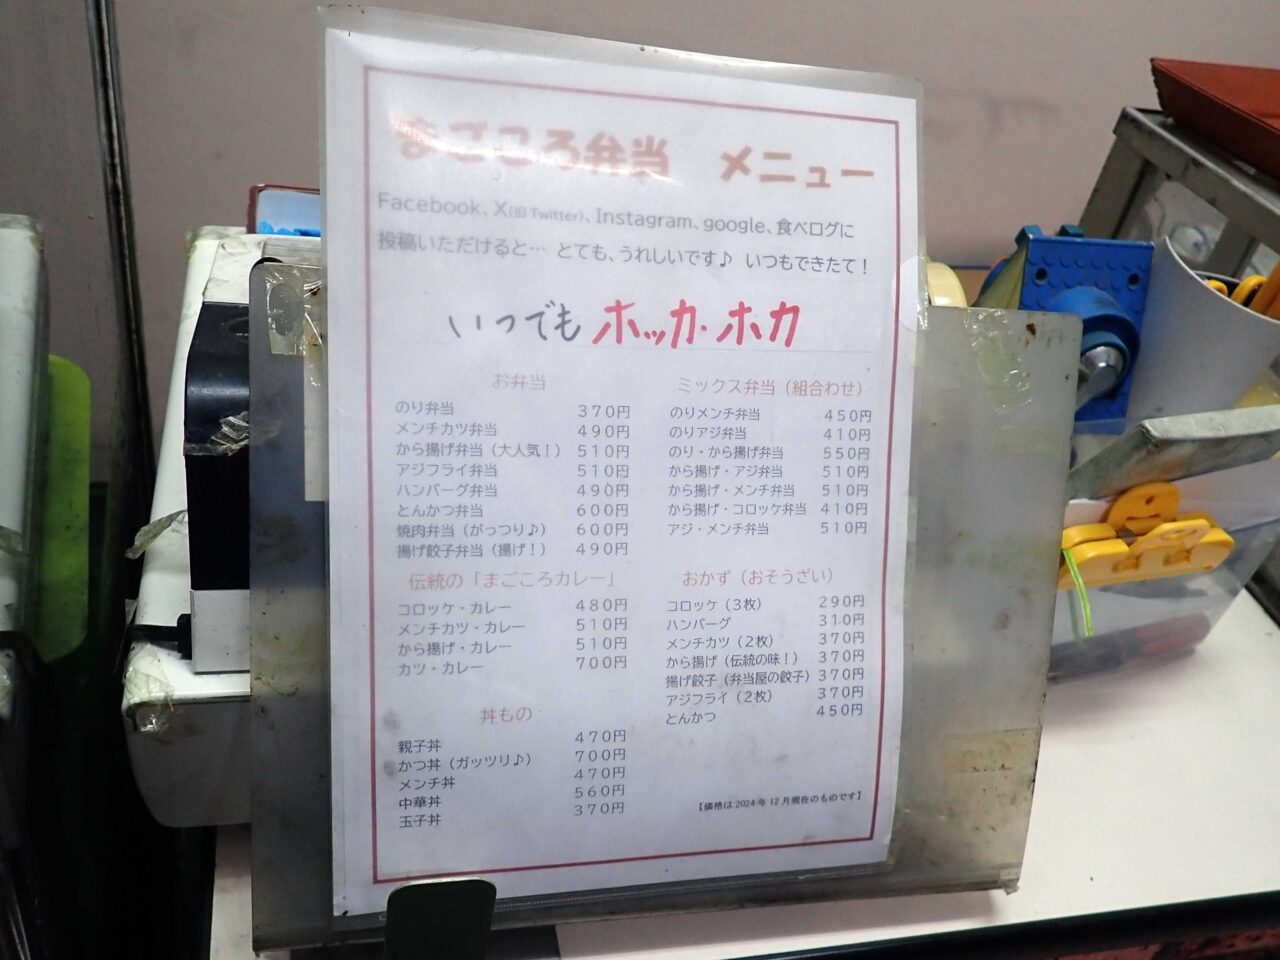 まごころ弁当 メニュー
Facebook、X(旧 Twitter)、Instagram、google、食べログに
投稿いただけると… とても、うれしいです♪ いつもできたて！
いつでも ホッカ・ホカ
お弁当
のり弁当 370円
メンチカツ弁当 490円
から揚げ弁当（大人気！） 510円
アジフライ弁当 510円
ハンバーグ弁当 490円
とんかつ弁当 600円
焼肉弁当（がっつり♪） 600円
揚げ餃子弁当（揚げ！） 490円
伝統の「まごころカレー」
コロッケ・カレー 480円
メンチカツ・カレー 510円
から揚げ・カレー 510円
カツ・カレー 700円
丼もの
親子丼 470円
かつ丼（ガッツリ♪） 700円
メンチ丼 470円
中華丼 560円
玉子丼 370円
ミックス弁当（組合わせ）
のりメンチ弁当 450円
のりアジ弁当 410円
のり・から揚げ弁当 550円
から揚げ・アジ弁当 510円
から揚げ・メンチ弁当 510円
から揚げ・コロッケ弁当 410円
アジ・メンチ弁当 510円
おかず（おそうざい）
コロッケ（3枚） 290円
ハンバーグ 310円
メンチカツ（2枚） 370円
から揚げ（伝統の味！） 370円
揚げ餃子（弁当屋の餃子） 370円
アジフライ（2枚） 370円
とんかつ 450円
【価格は 2024 年 12 月現在のものです】